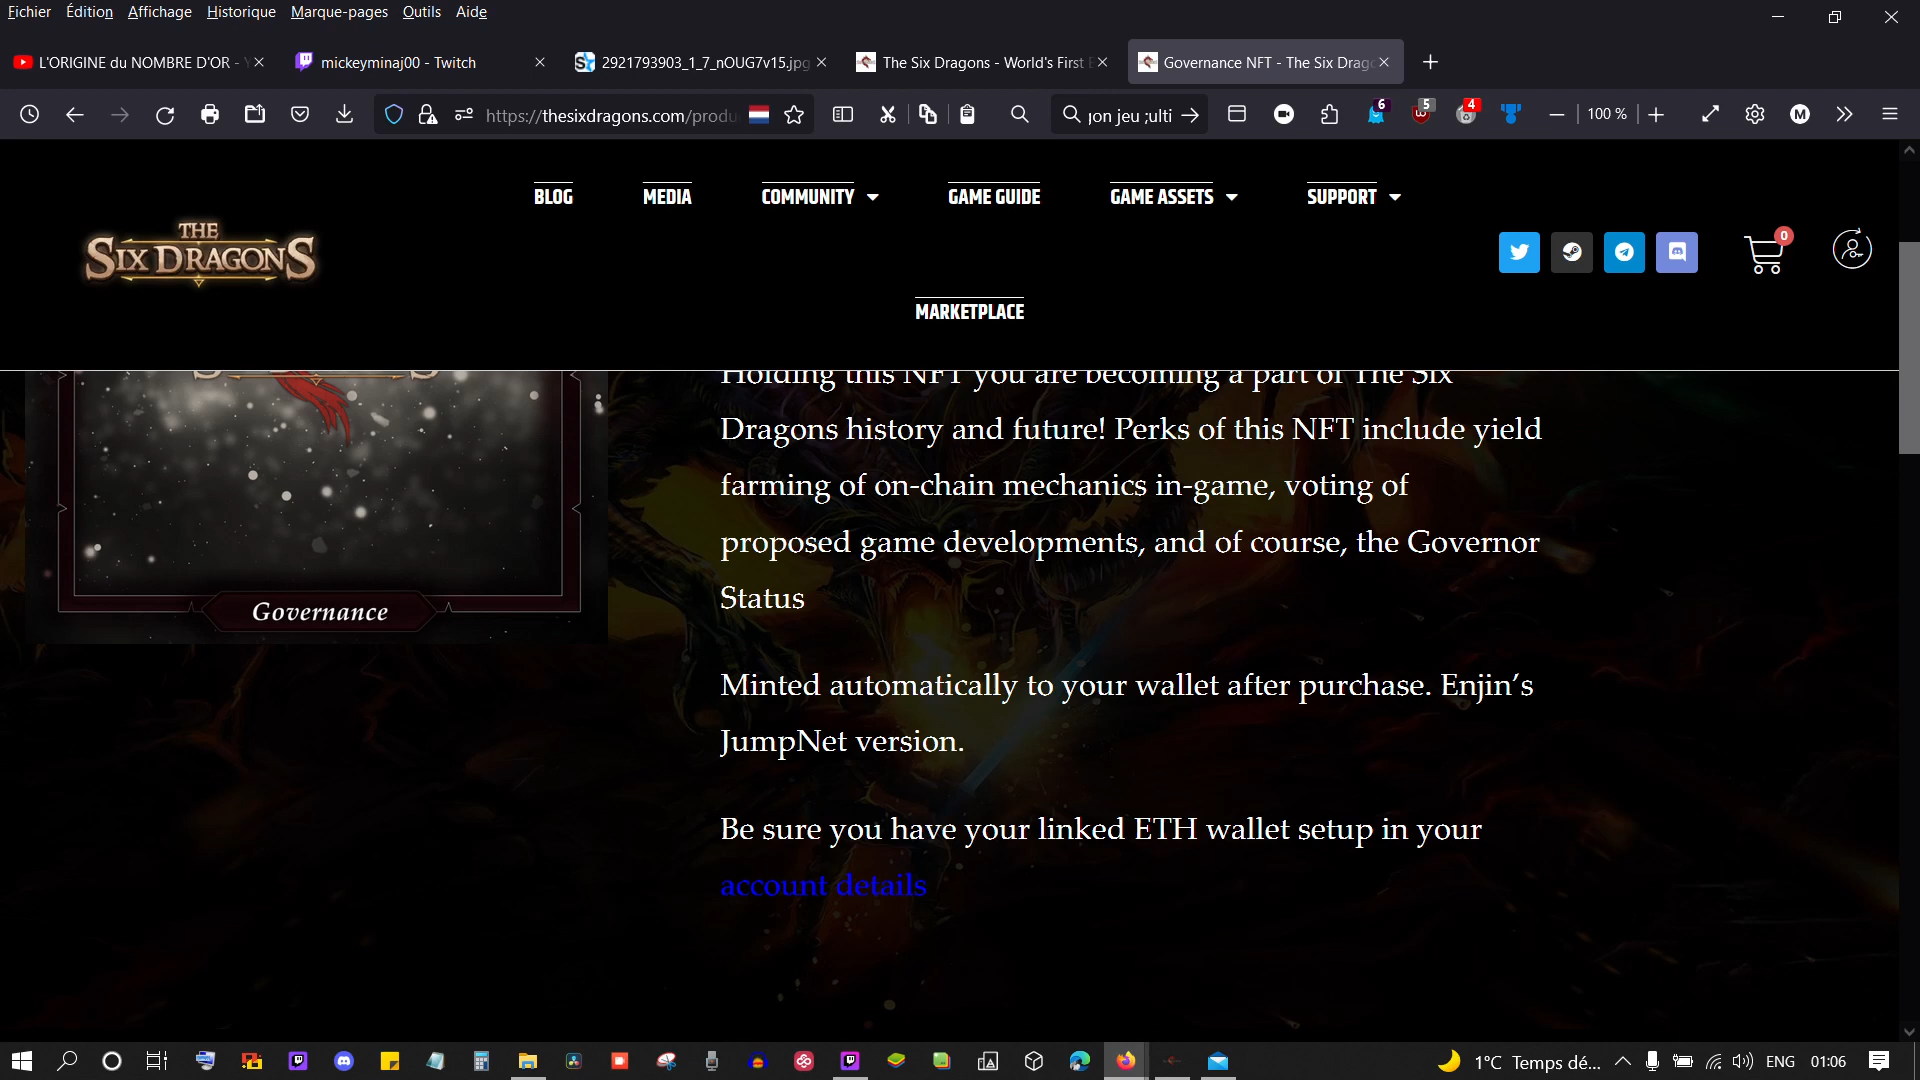 Fichier Édition Affichage Historique Marque-pages Outils Aide
L'ORIGINE du NOMBRE D'OR -
mickeyminaj00 - Twitch
2921793903_1_7_nOUG7v15.jpg
The Six Dragons - World's First
Governance NFT - The Six Drag
https://thesixdragons.com/produ
jon jeu ;ulti
6
5
4
100 %
M
BLOG MEDIA COMMUNITY GAME GUIDE GAME ASSETS SUPPORT
THE
SIX DRAGONS
0
MARKETPLACE
Holding this NFT you are becoming a part of The Six
Dragons history and future! Perks of this NFT include yield
farming of on-chain mechanics in-game, voting of
proposed game developments, and of course, the Governor
Status
Governance
Minted automatically to your wallet after purchase. Enjin's
JumpNet version.
Be sure you have your linked ETH wallet setup in your
account details
1°C Temps dé... ENG 01:06